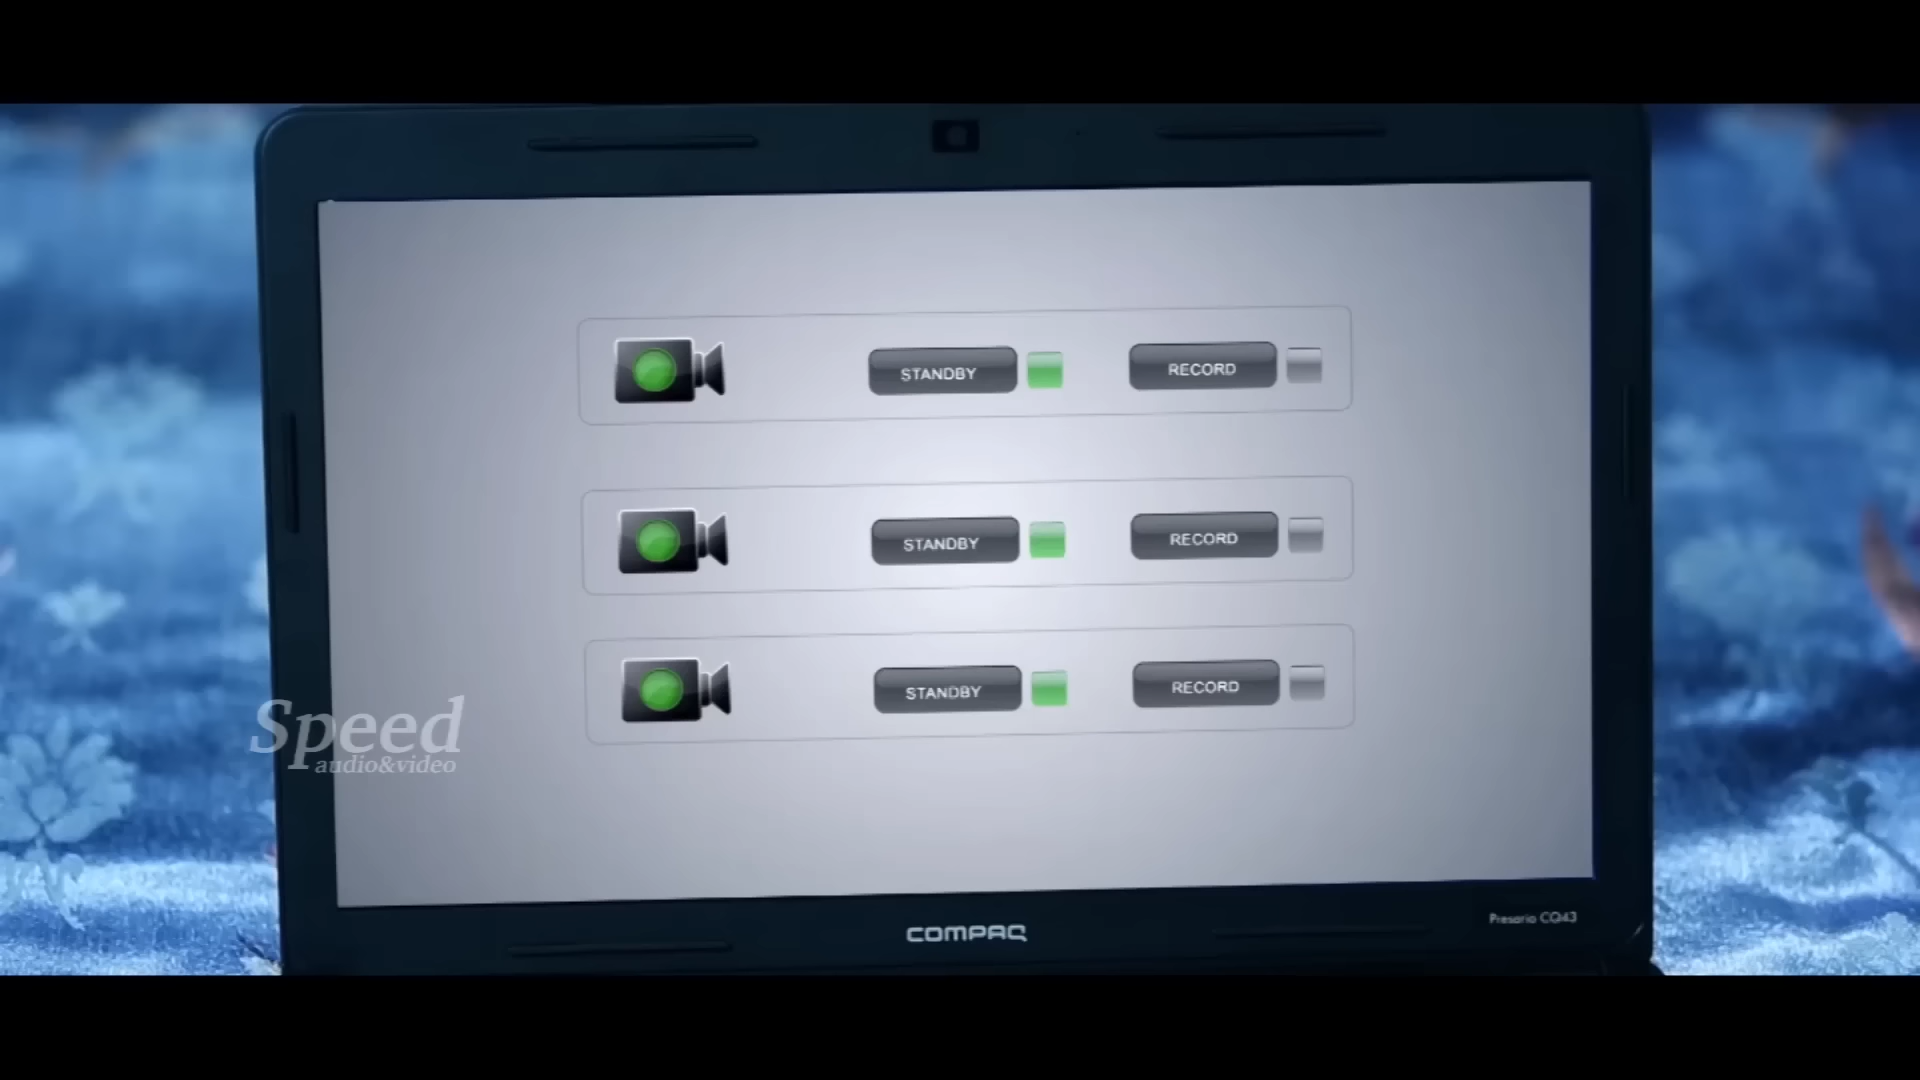 STANDBY RECORD
STANDBY RECORD
STANDBY RECORD
Speed
audio&video
COMPAQ
Presario CQ43